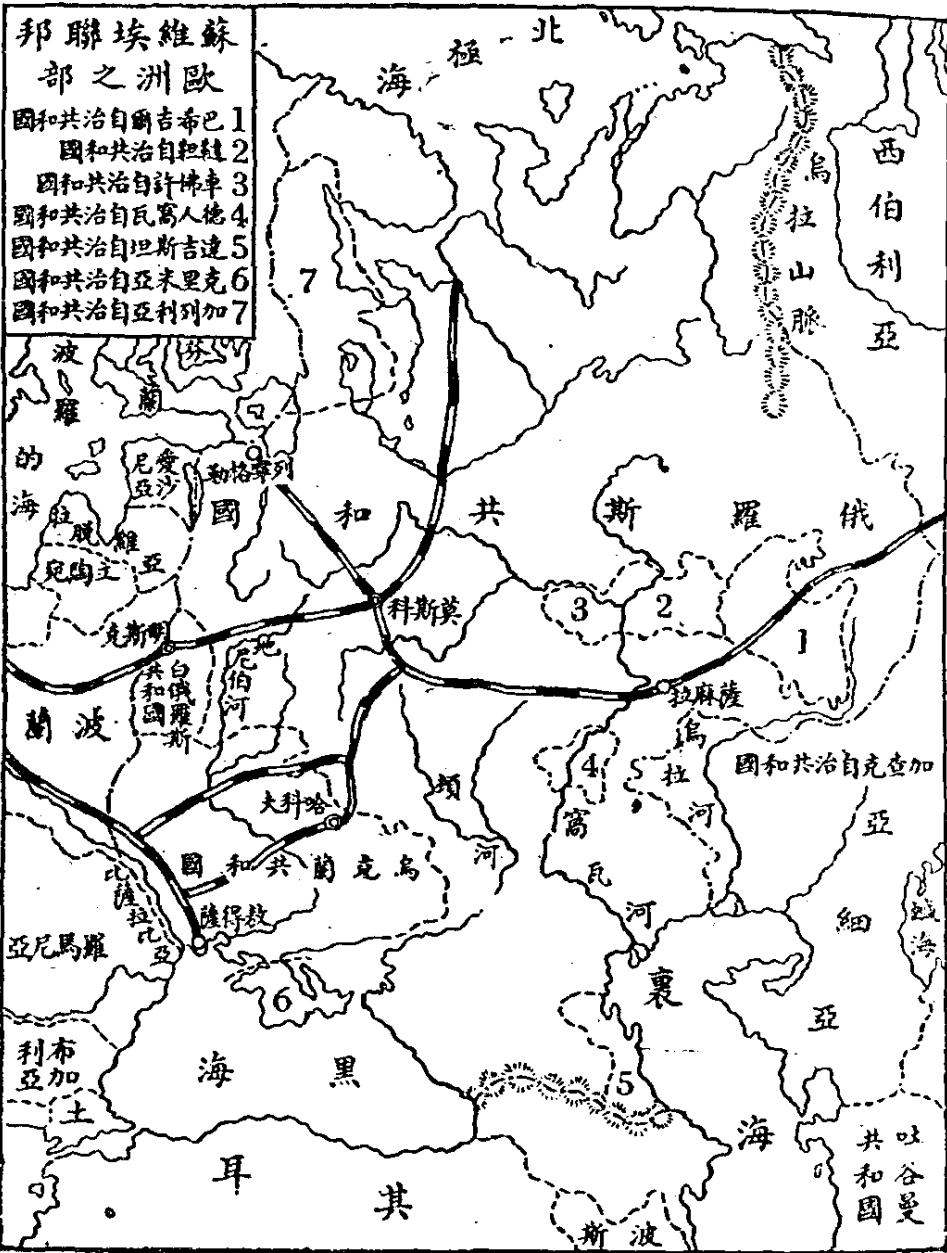 蘇維埃聯邦
歐洲之部
1巴希吉爾自治共和國
2韃靼自治共和國
3車佛許自治共和國
4德人窩瓦自治共和國
5達吉斯坦自治共和國
6克里米亞自治共和國
7加列利亞自治共和國
北極海
烏拉山脈
西伯利亞
7
芬蘭
波羅的海
愛沙尼亞
列寧格勒
拉脫維亞
立陶宛
俄羅斯共和國
莫斯科
3
2
1
明斯克
白俄羅斯共和國
地尼伯河
薩麻拉
波蘭
烏拉河
4
加查克自治共和國
頓河
哈科夫
窩瓦河
烏克蘭共和國
比薩拉比亞
敖得薩
羅馬尼亞
6
裏海
亞細亞
鹹海
布加利亞
黑海
5
土耳其
波斯
吐谷曼共和國